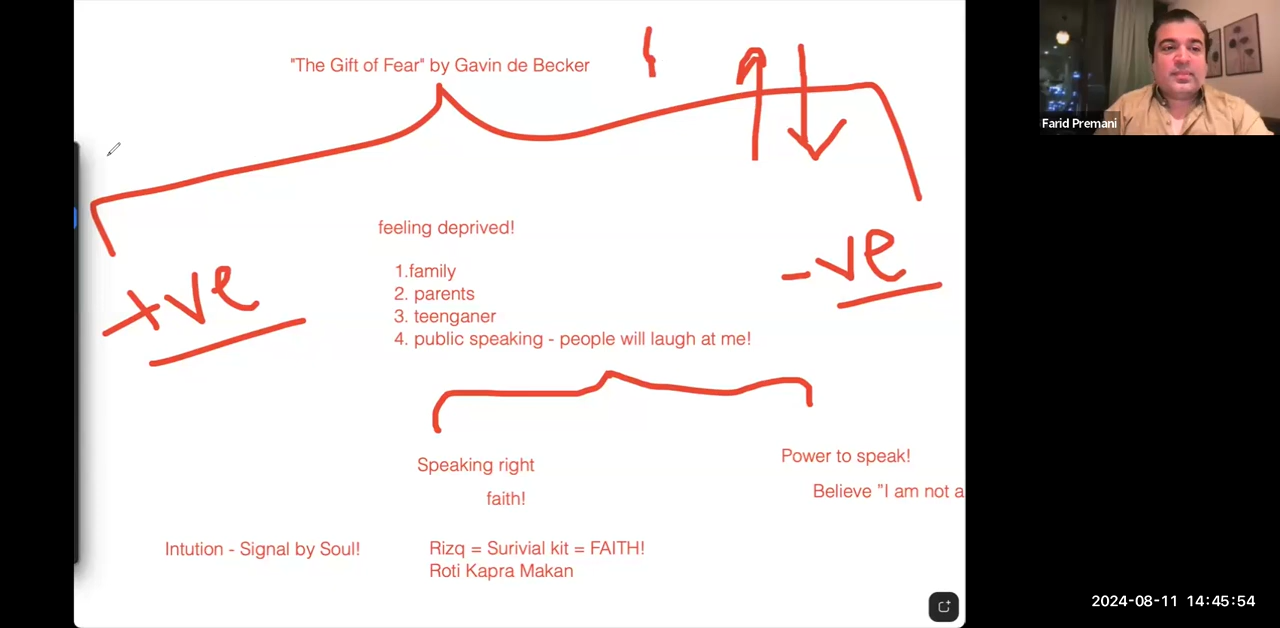 "The Gift of Fear" by Gavin de Becker
Farid Premani
feeling deprived!
+ve
-ve
1.family
2. parents
3. teenganer
4. public speaking - people will laugh at me!
Speaking right
Power to speak!
faith!
Believe "I am not a
Intution - Signal by Soul!
Rizq = Surivial kit = FAITH!
Roti Kapra Makan
2024-08-11 14:45:54